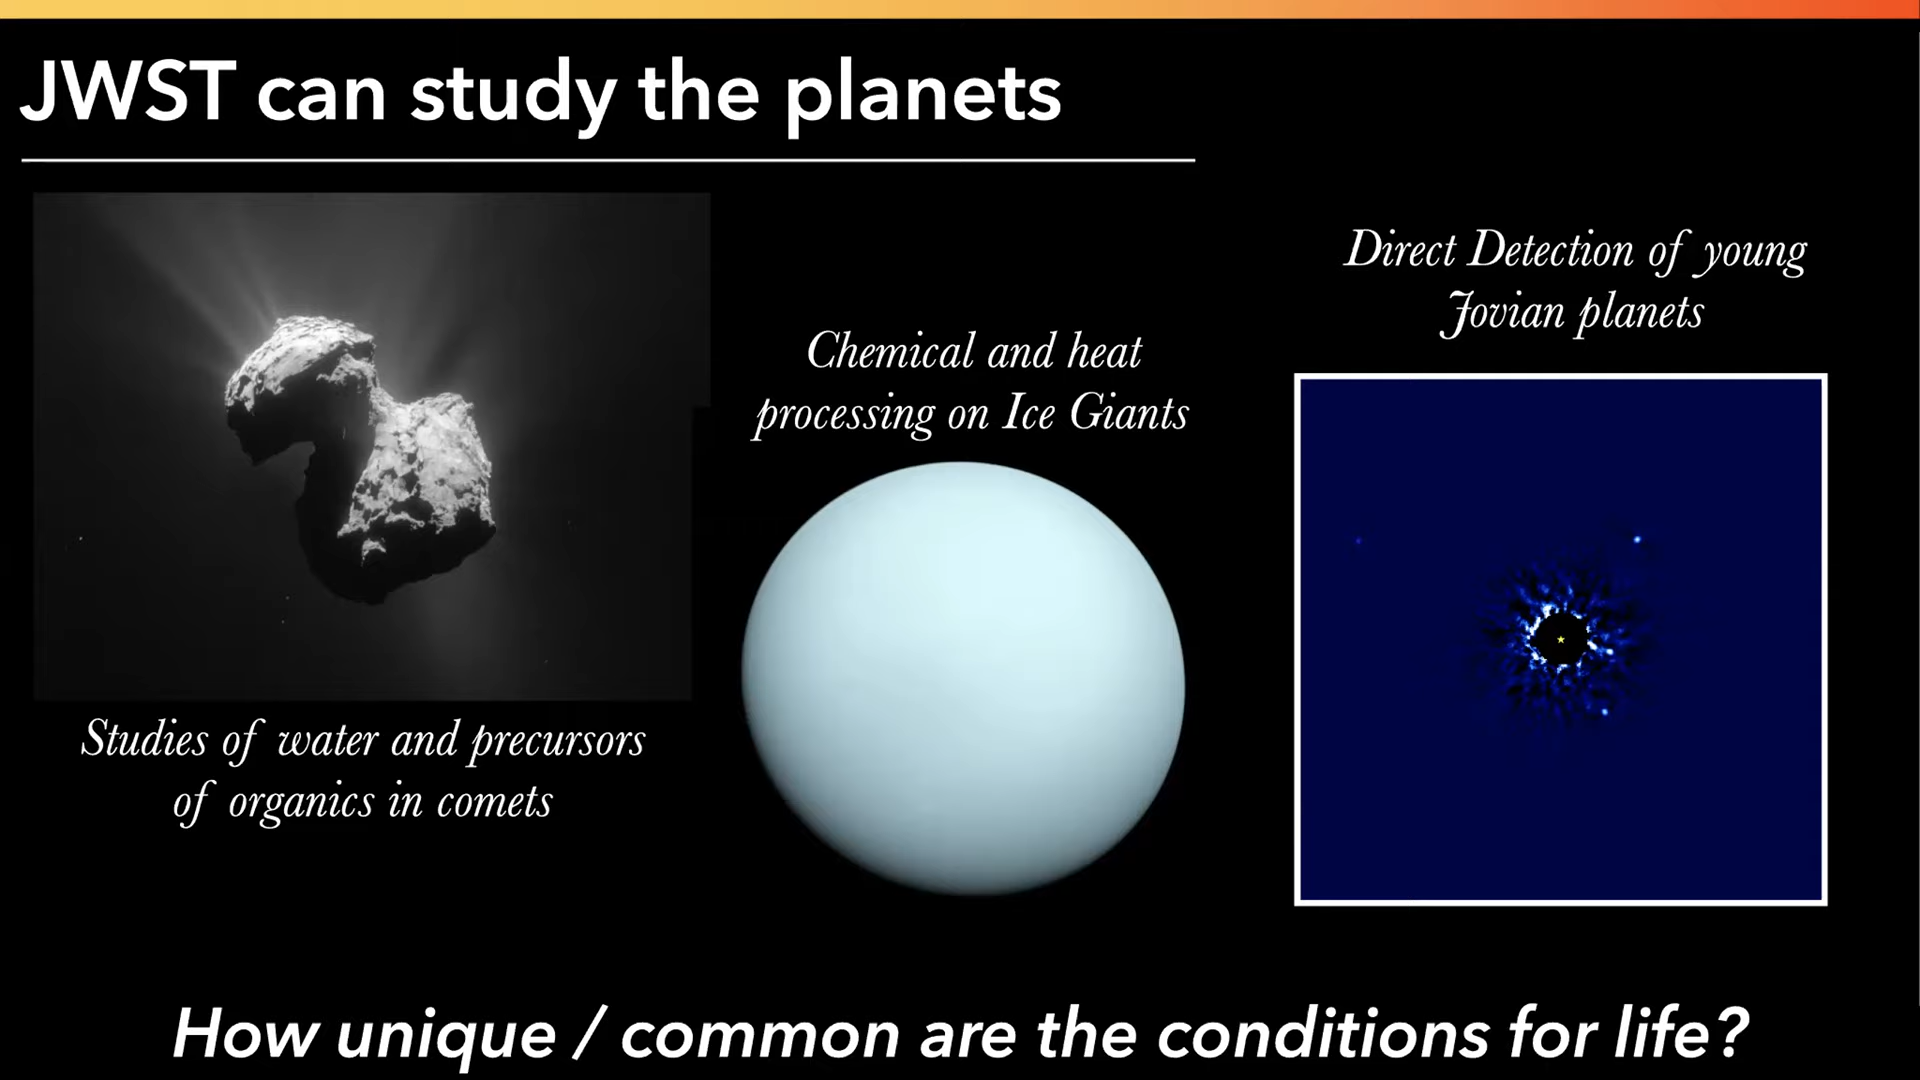 JWST can study the planets
Studies of water and precursors
of organics in comets
Chemical and heat
processing on Ice Giants
Direct Detection of young
Jovian planets
How unique / common are the conditions for life?